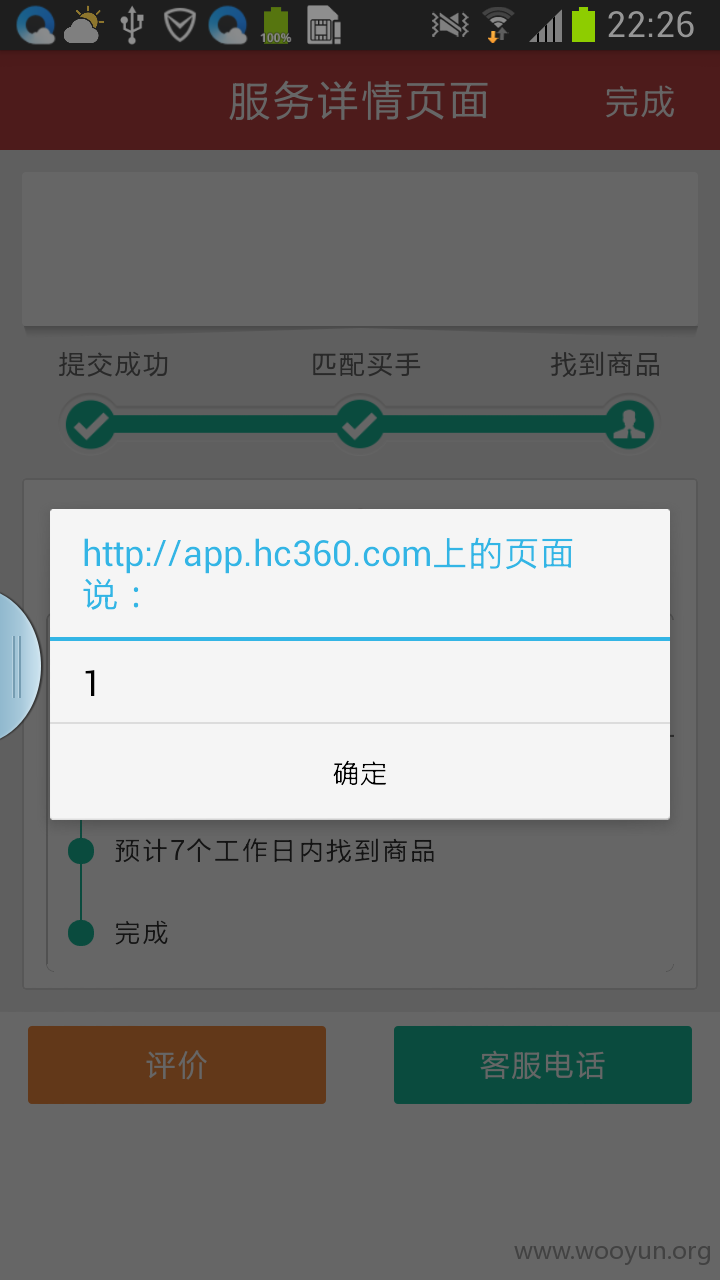 100%
22:26
服务详情页面
完成
提交成功
匹配买手
找到商品
http://app.hc360.com上的页面
说：
1
确定
预计7个工作日内找到商品
完成
评价
客服电话
www.wooyun.org